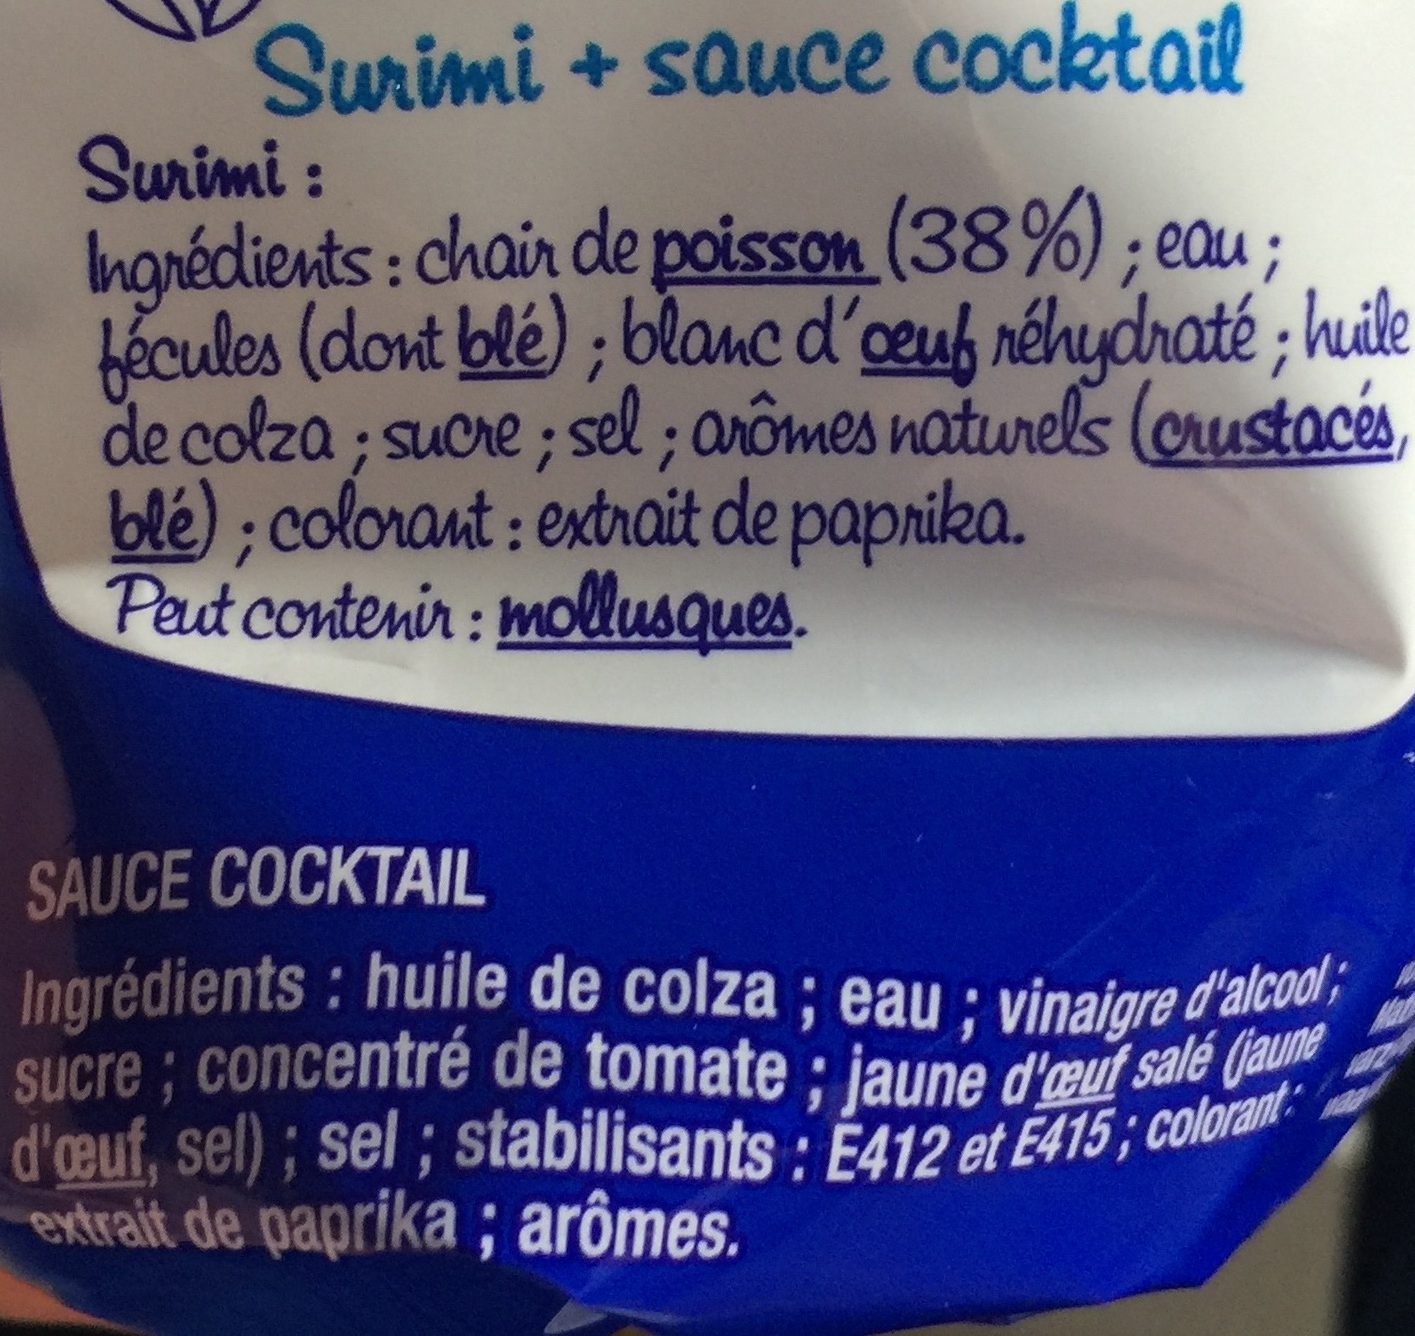 Surimi + sauce cocktail
Surimi :
Ingrédients : chair de poisson (38%) ; eau ;
fécules (dont blé) ; blanc d'œuf réhydraté ; huile
de colza ; sucre ; sel ; arômes naturels (crustacés,
blé) ; colorant : extrait de paprika.
Peut contenir : mollusques.
SAUCE COCKTAIL
Ingrédients : huile de colza ; eau ; vinaigre d'alcool ;
sucre ; concentré de tomate ; jaune d'œuf salé (jaune
d'œuf, sel) ; sel ; stabilisants : E412 et E415 ; colorant :
extrait de paprika ; arômes.